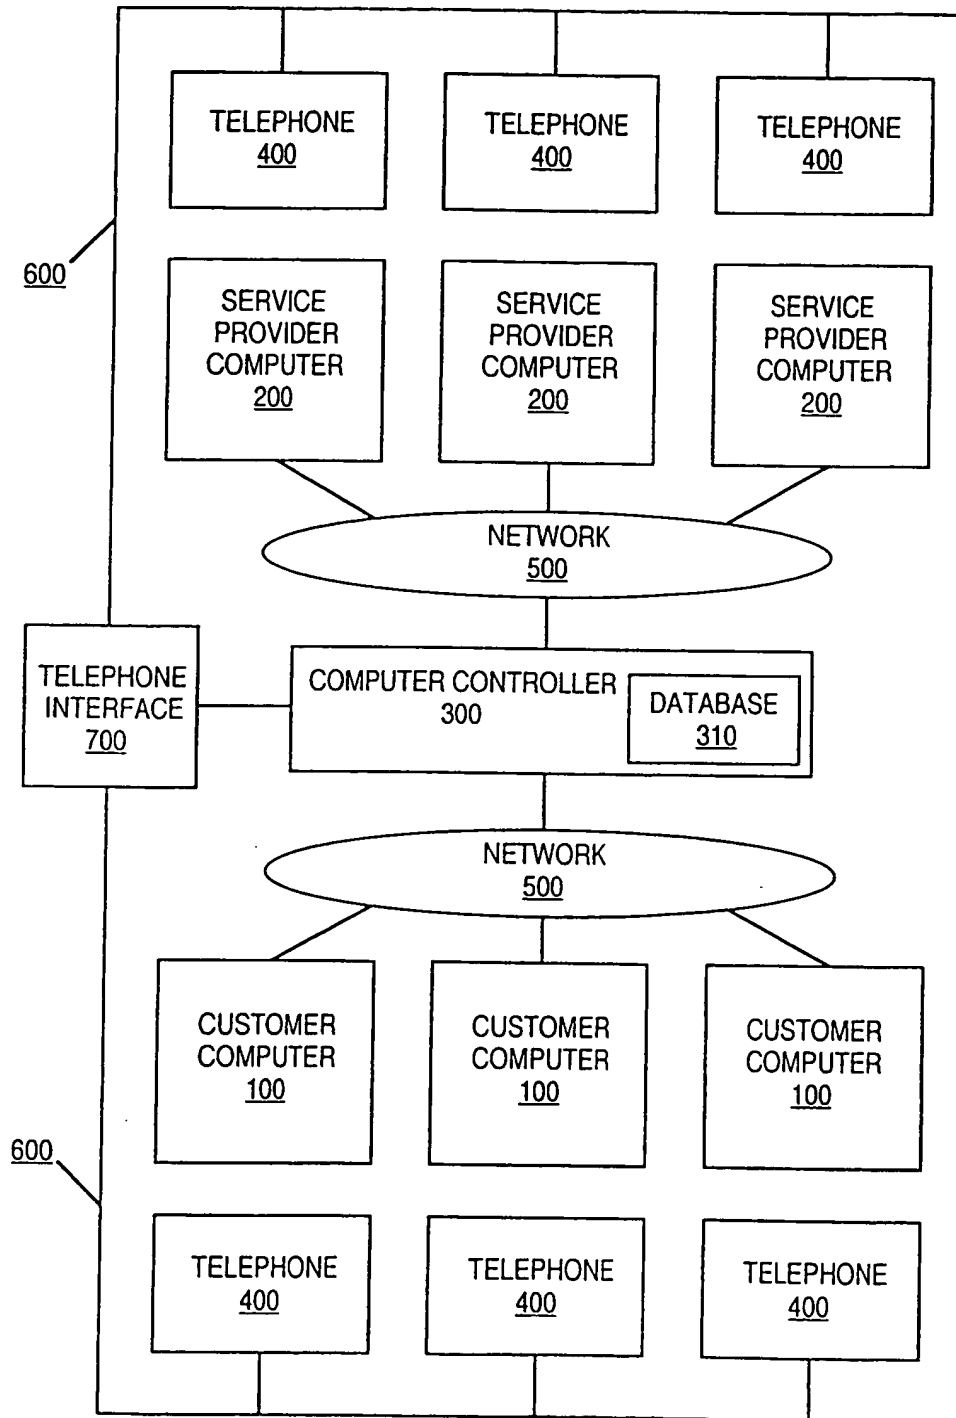 TELEPHONE
400
TELEPHONE
400
TELEPHONE
400
600
SERVICE
PROVIDER
COMPUTER
200
SERVICE
PROVIDER
COMPUTER
200
SERVICE
PROVIDER
COMPUTER
200
NETWORK
500
TELEPHONE
INTERFACE
700
COMPUTER CONTROLLER
300
DATABASE
310
NETWORK
500
CUSTOMER
COMPUTER
100
CUSTOMER
COMPUTER
100
CUSTOMER
COMPUTER
100
600
TELEPHONE
400
TELEPHONE
400
TELEPHONE
400